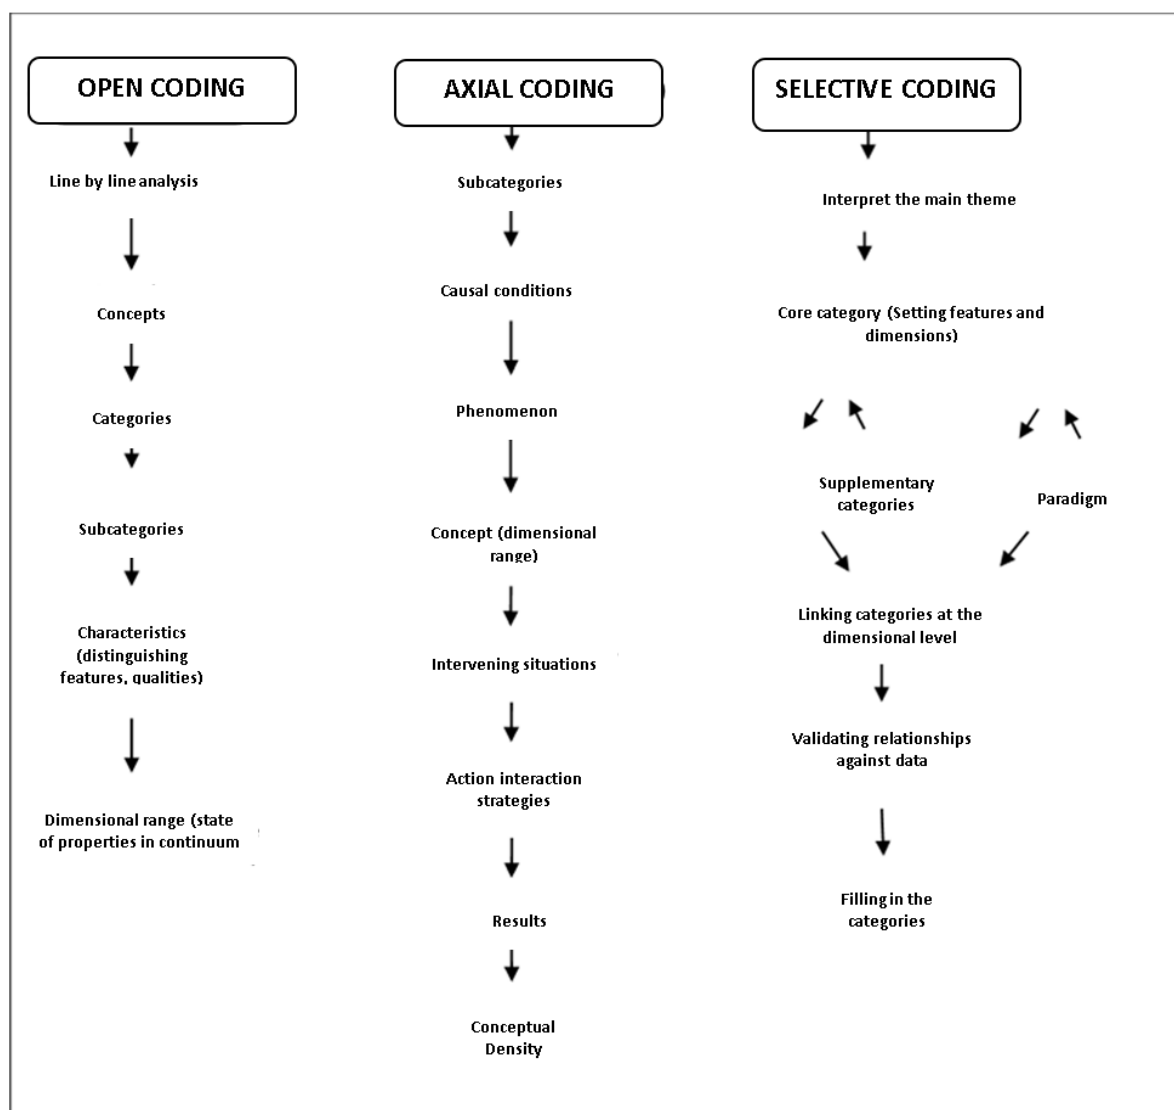 OPEN CODING
Line by line analysis
Concepts
Categories
Subcategories
Characteristics
(distinguishing
features, qualities)
Dimensional range (state
of properties in continuum
AXIAL CODING
Subcategories
Causal conditions
Phenomenon
Concept (dimensional
range)
Intervening situations
Action interaction
strategies
Results
Conceptual
Density
SELECTIVE CODING
Interpret the main theme
Core category (Setting features and
dimensions)
Supplementary
categories
Paradigm
Linking categories at the
dimensional level
Validating relationships
against data
Filling in the
categories